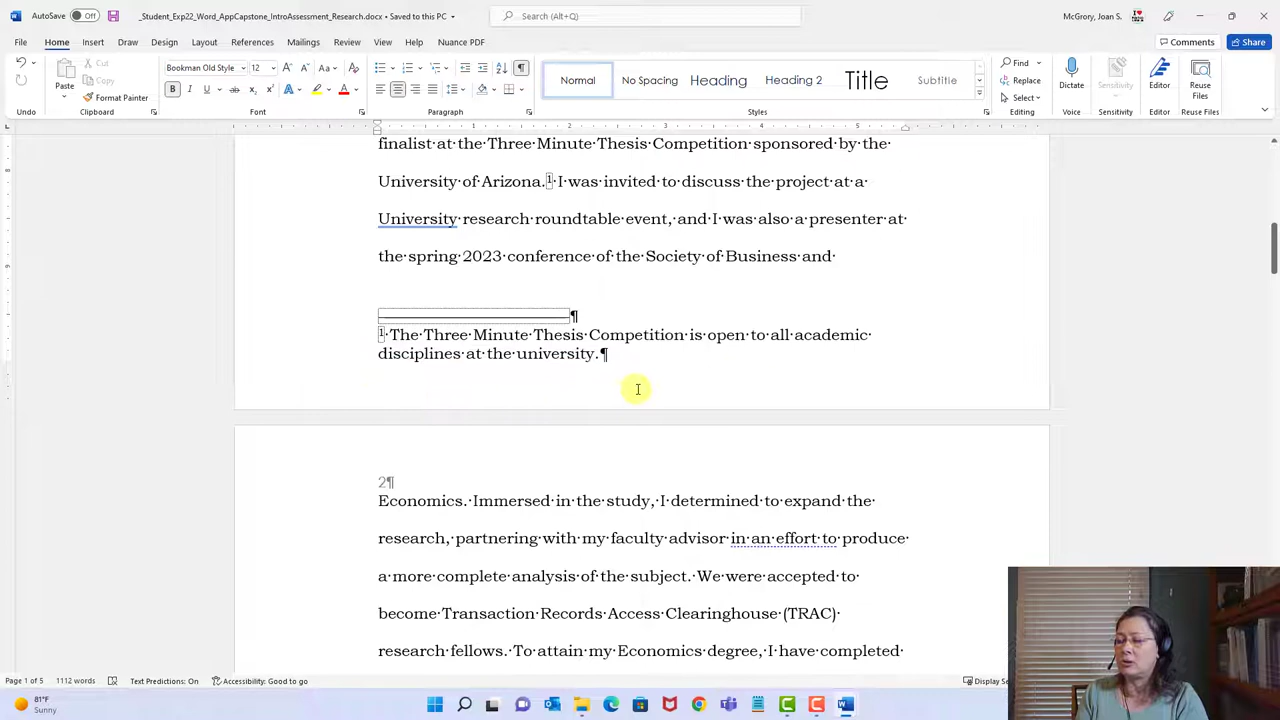 AutoSave Off _Student_Exp22_Word_AppCapstone_IntroAssessment_Research.docx • Saved to this PC Search (Alt+Q) McGrory, Joan S.
File Home Insert Draw Design Layout References Mailings Review View Help Nuance PDF Comments Share
Cut Bookman Old Style 12 Find
Copy Normal No Spacing Heading Heading 2 Title Subtitle Replace
Paste Format Painter Select Dictate Sensitivity Editor Reuse Files
Undo Clipboard Font Paragraph Styles Editing Voice Sensitivity Editor Reuse Files
finalist·at·the·Three·Minute·Thesis·Competition·sponsored·by·the·
University·of·Arizona.1·I·was·invited·to·discuss·the·project·at·a·
University·research·roundtable·event,·and·I·was·also·a·presenter·at·
the·spring·2023·conference·of·the·Society·of·Business·and·
¶
1·The·Three·Minute·Thesis·Competition·is·open·to·all·academic·
disciplines·at·the·university.¶
2¶
Economics.·Immersed·in·the·study,·I·determined·to·expand·the·
research,·partnering·with·my·faculty·advisor·in·an·effort·to·produce·
a·more·complete·analysis·of·the·subject.·We·were·accepted·to·
become·Transaction·Records·Access·Clearinghouse·(TRAC)·
research·fellows.·To·attain·my·Economics·degree,·I·have·completed·
Page 1 of 5 1112 words Text Predictions: On Accessibility: Good to go Display
81°F
Sunny